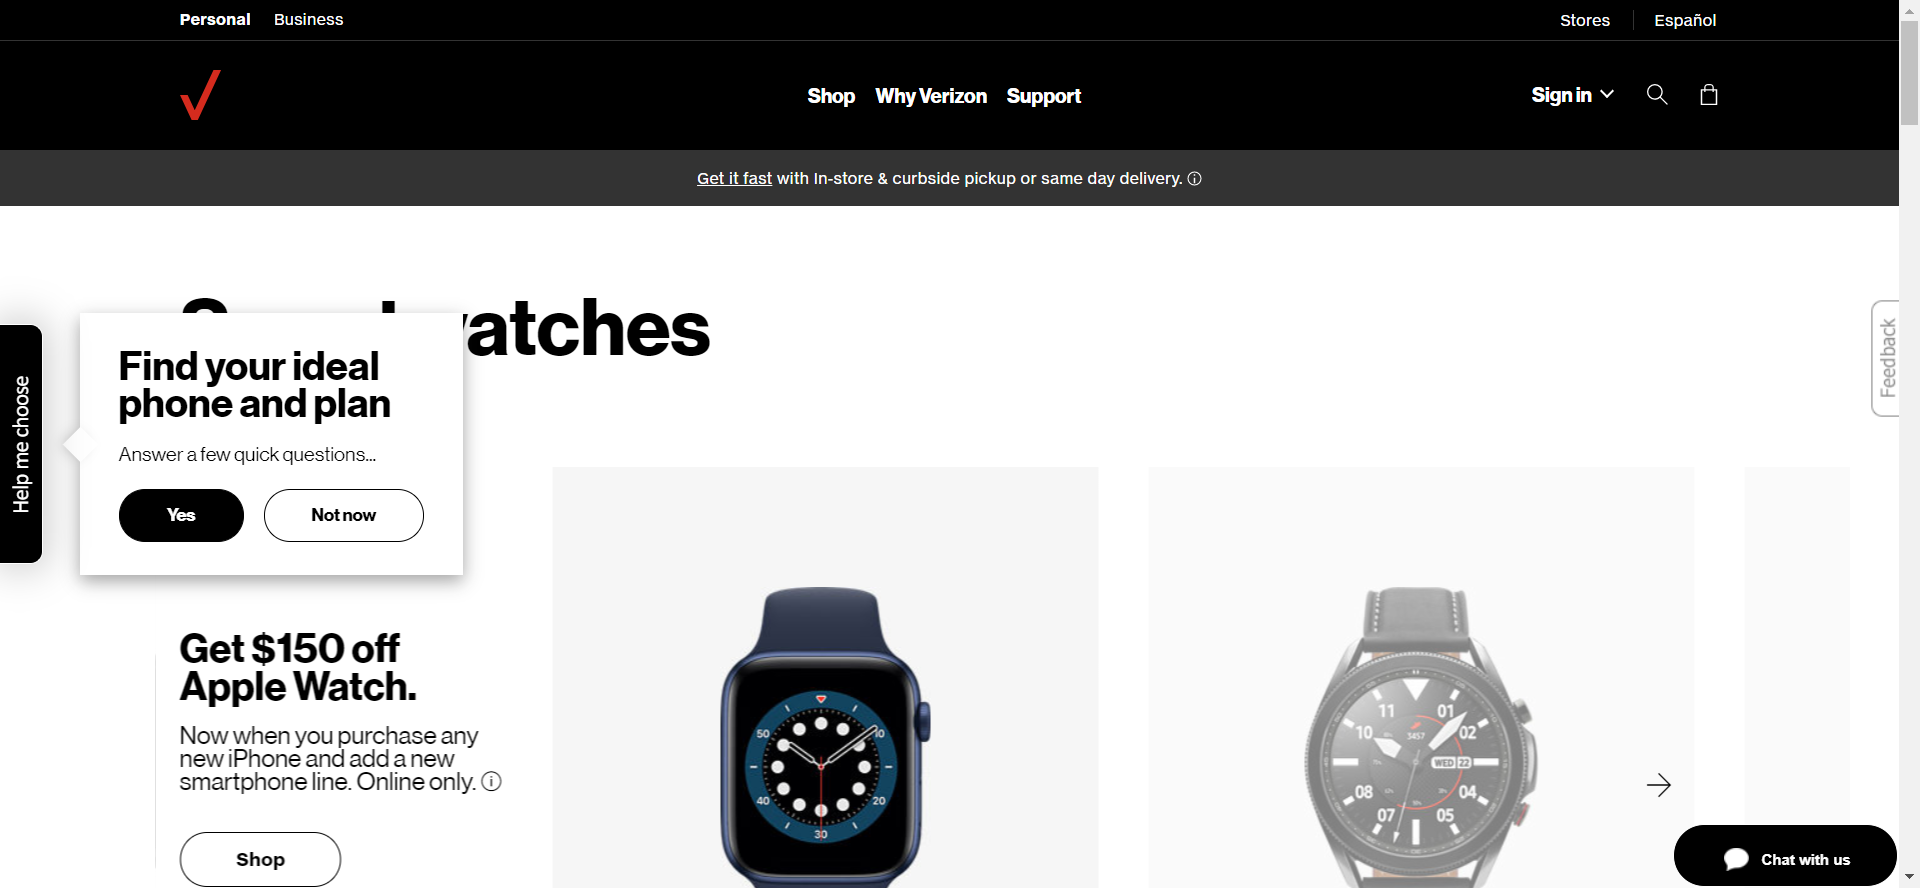 Personal Business
Stores Español
Shop Why Verizon Support
Sign in
Get it fast with In-store & curbside pickup or same day delivery.
Help me choose
Find your ideal
phone and plan
Answer a few quick questions...
Yes Not now
Feedback
Get $150 off
Apple Watch.
Now when you purchase any
new iPhone and add a new
smartphone line. Online only.
Shop
50 10
40 20
30
11 01
10 3457 02
WED 22
08 04
07 05
Chat with us